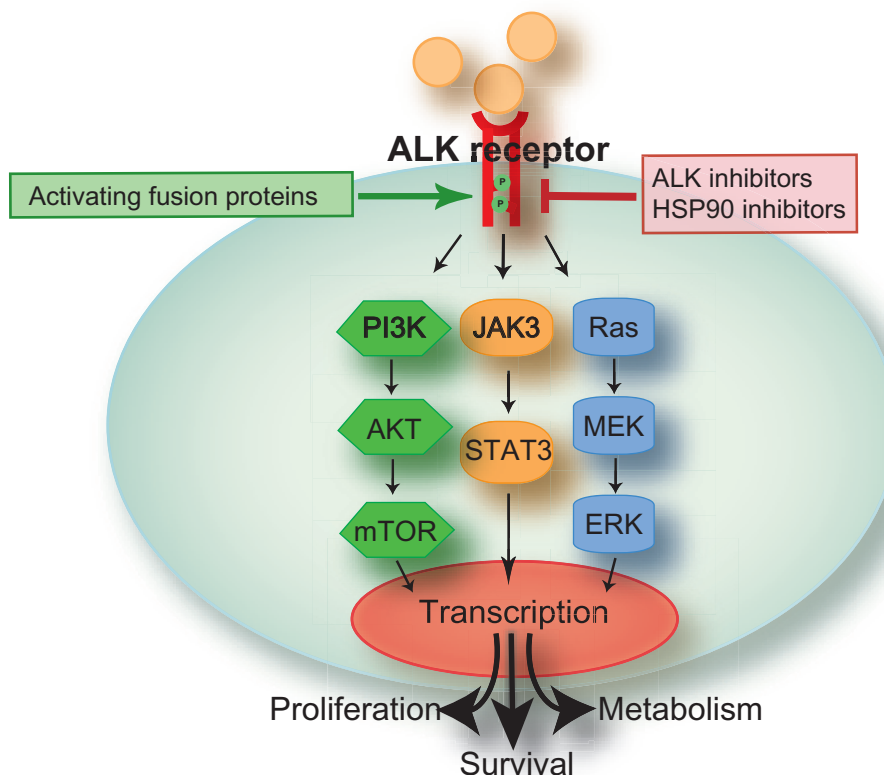 ALK receptor
Activating fusion proteins
ALK inhibitors
HSP90 inhibitors
P
P
PI3K
JAK3
Ras
AKT
STAT3
MEK
mTOR
ERK
Transcription
Proliferation
Metabolism
Survival